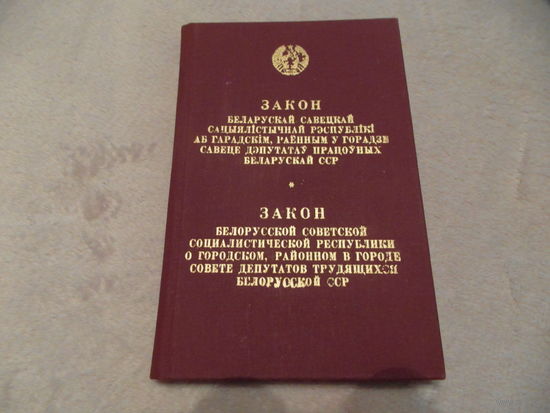 ЗАКОН
БЕЛАРУСКАЙ САВЕЦКАЙ
САЦЫЯЛІСТЫЧНАЙ РЭСПУБЛІКІ
АБ ГАРАДСКІМ, РАЁННЫМ У ГОРАДЗЕ
САВЕЦЕ ДЭПУТАТАЎ ПРАЦОЎНЫХ
БЕЛАРУСКАЙ ССР
*
ЗАКОН
БЕЛОРУССКОЙ СОВЕТСКОЙ
СОЦИАЛИСТИЧЕСКОЙ РЕСПУБЛИКИ
О ГОРОДСКОМ, РАЙОННОМ В ГОРОДЕ
СОВЕТЕ ДЕПУТАТОВ ТРУДЯЩИХСЯ
БЕЛОРУССКОЙ ССР